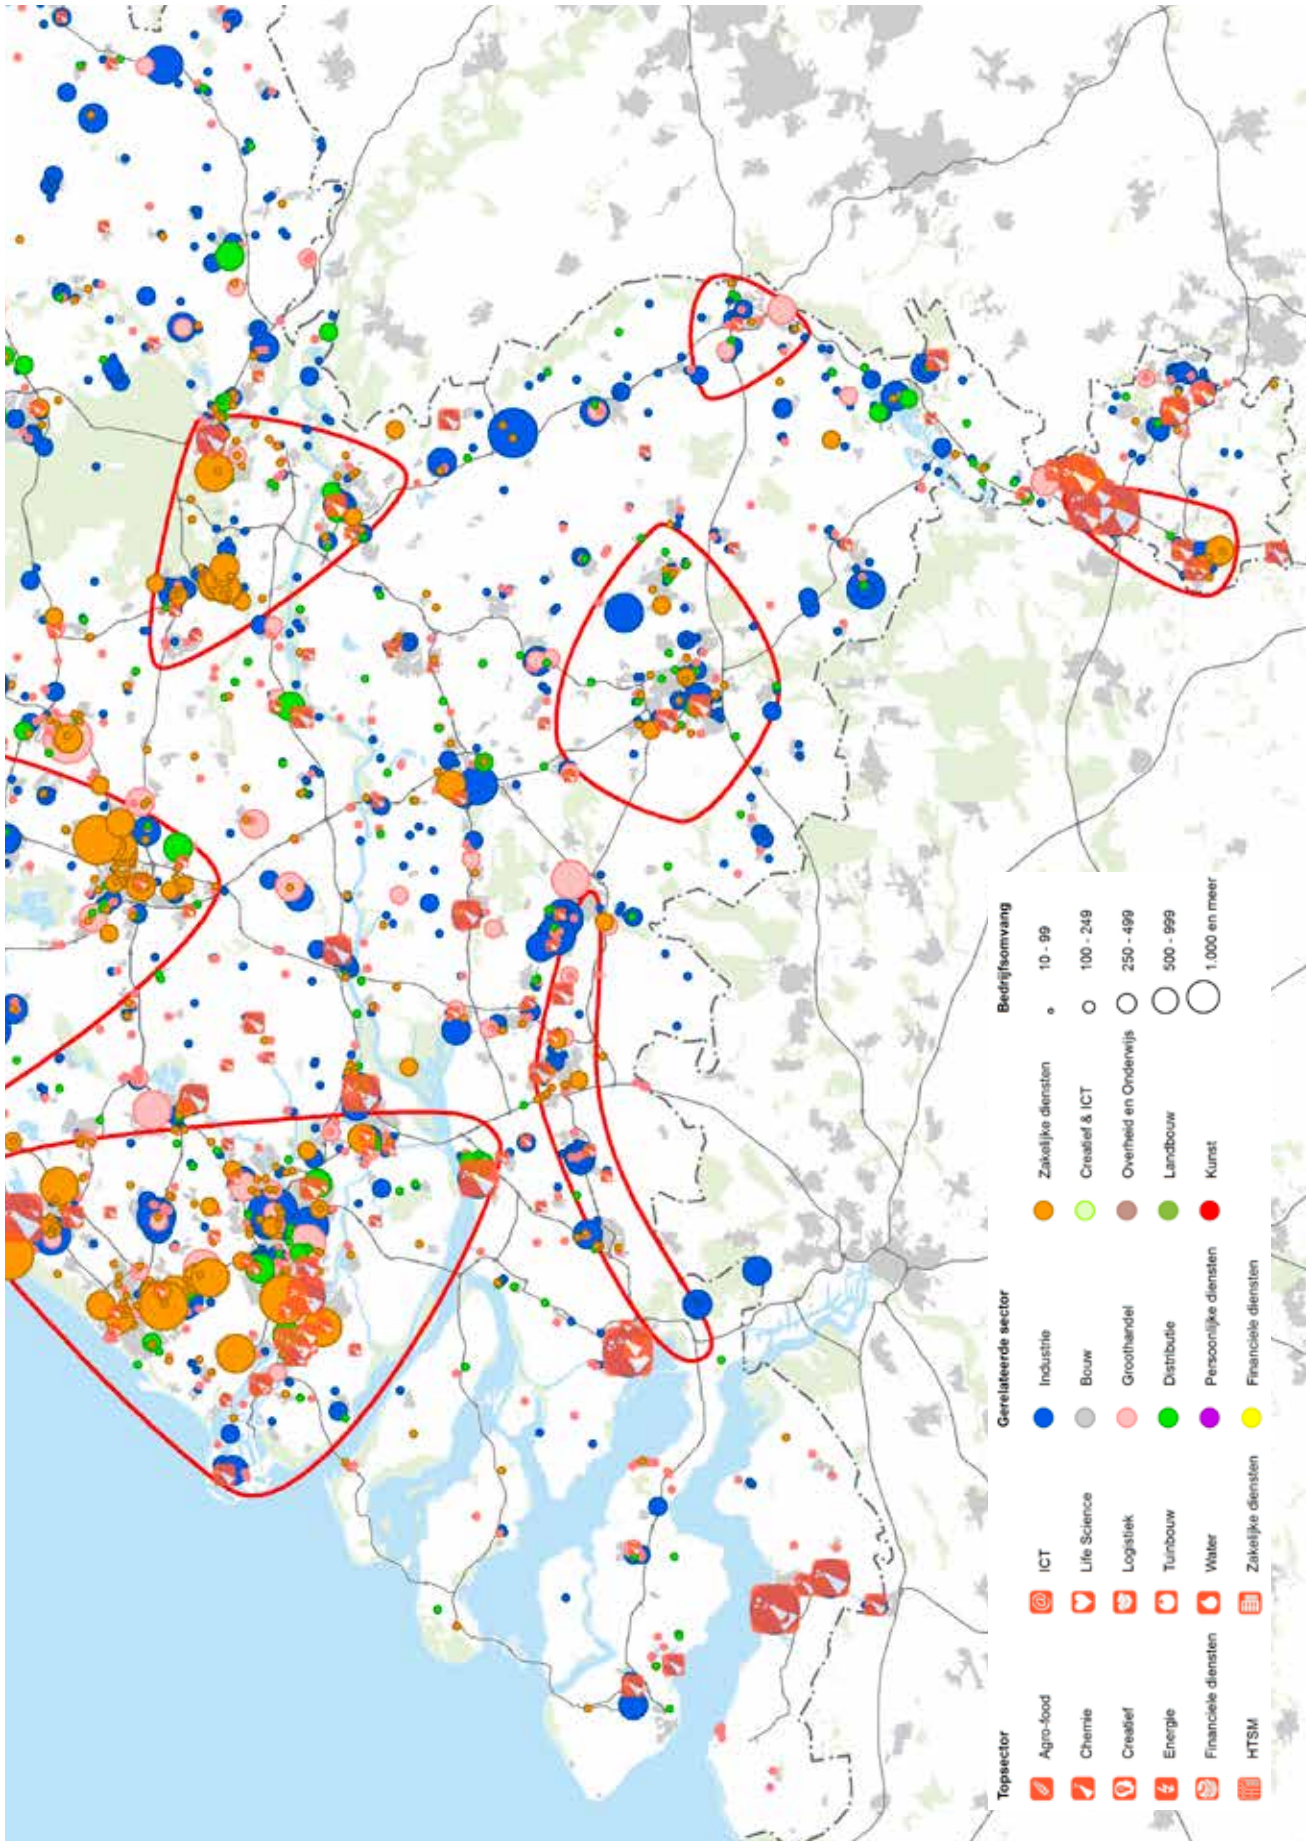 Topsector
Agro-food
Chemie
Creatief
Energie
Financiele diensten
HTSM
ICT
Life Science
Logistiek
Tuinbouw
Water
Zakelijke diensten
Gerelateerde sector
Industrie
Bouw
Groothandel
Distributie
Persoonlijke diensten
Financiele diensten
Zakelijke diensten
Creatief & ICT
Overheid en Onderwijs
Landbouw
Kunst
Bedrijfsomvang
10 - 99
100 - 249
250 - 499
500 - 999
1.000 en meer